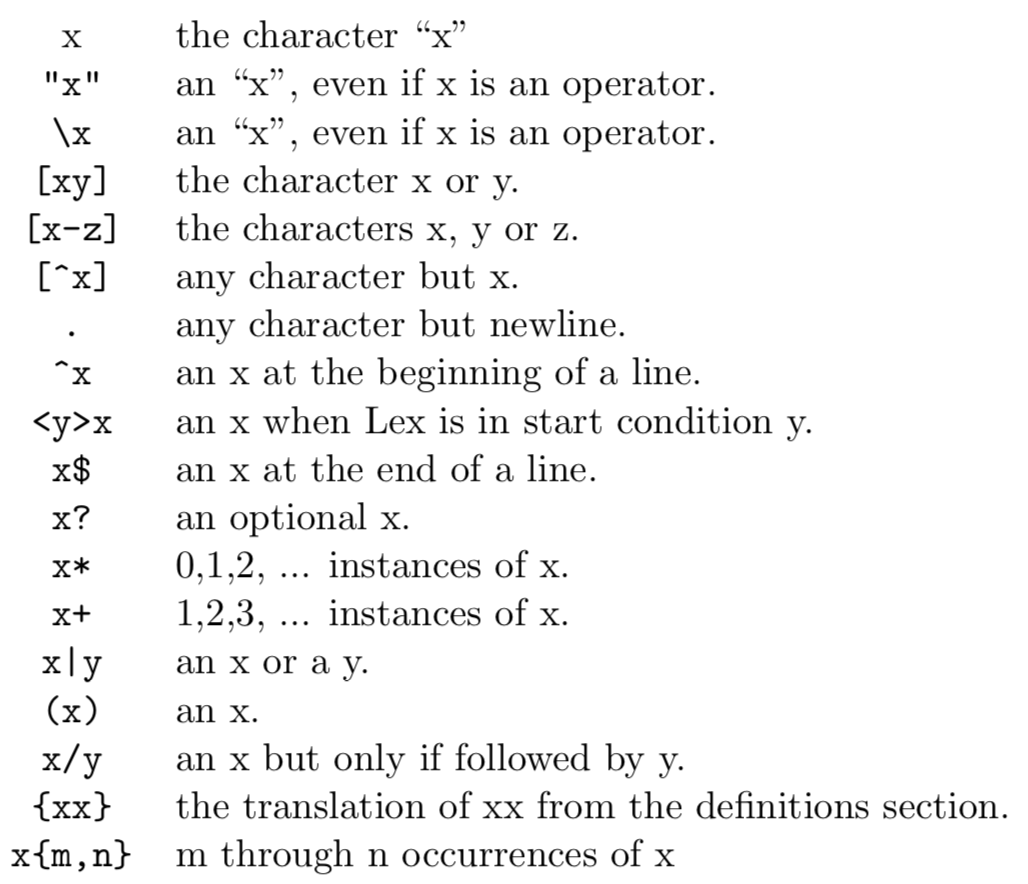 x the character “x”
"x" an “x”, even if x is an operator.
\x an “x”, even if x is an operator.
[xy] the character x or y.
[x-z] the characters x, y or z.
[^x] any character but x.
. any character but newline.
^x an x at the beginning of a line.
<y>x an x when Lex is in start condition y.
x$ an x at the end of a line.
x? an optional x.
x* 0,1,2, ... instances of x.
x+ 1,2,3, ... instances of x.
x|y an x or a y.
(x) an x.
x/y an x but only if followed by y.
{xx} the translation of xx from the definitions section.
x{m,n} m through n occurrences of x